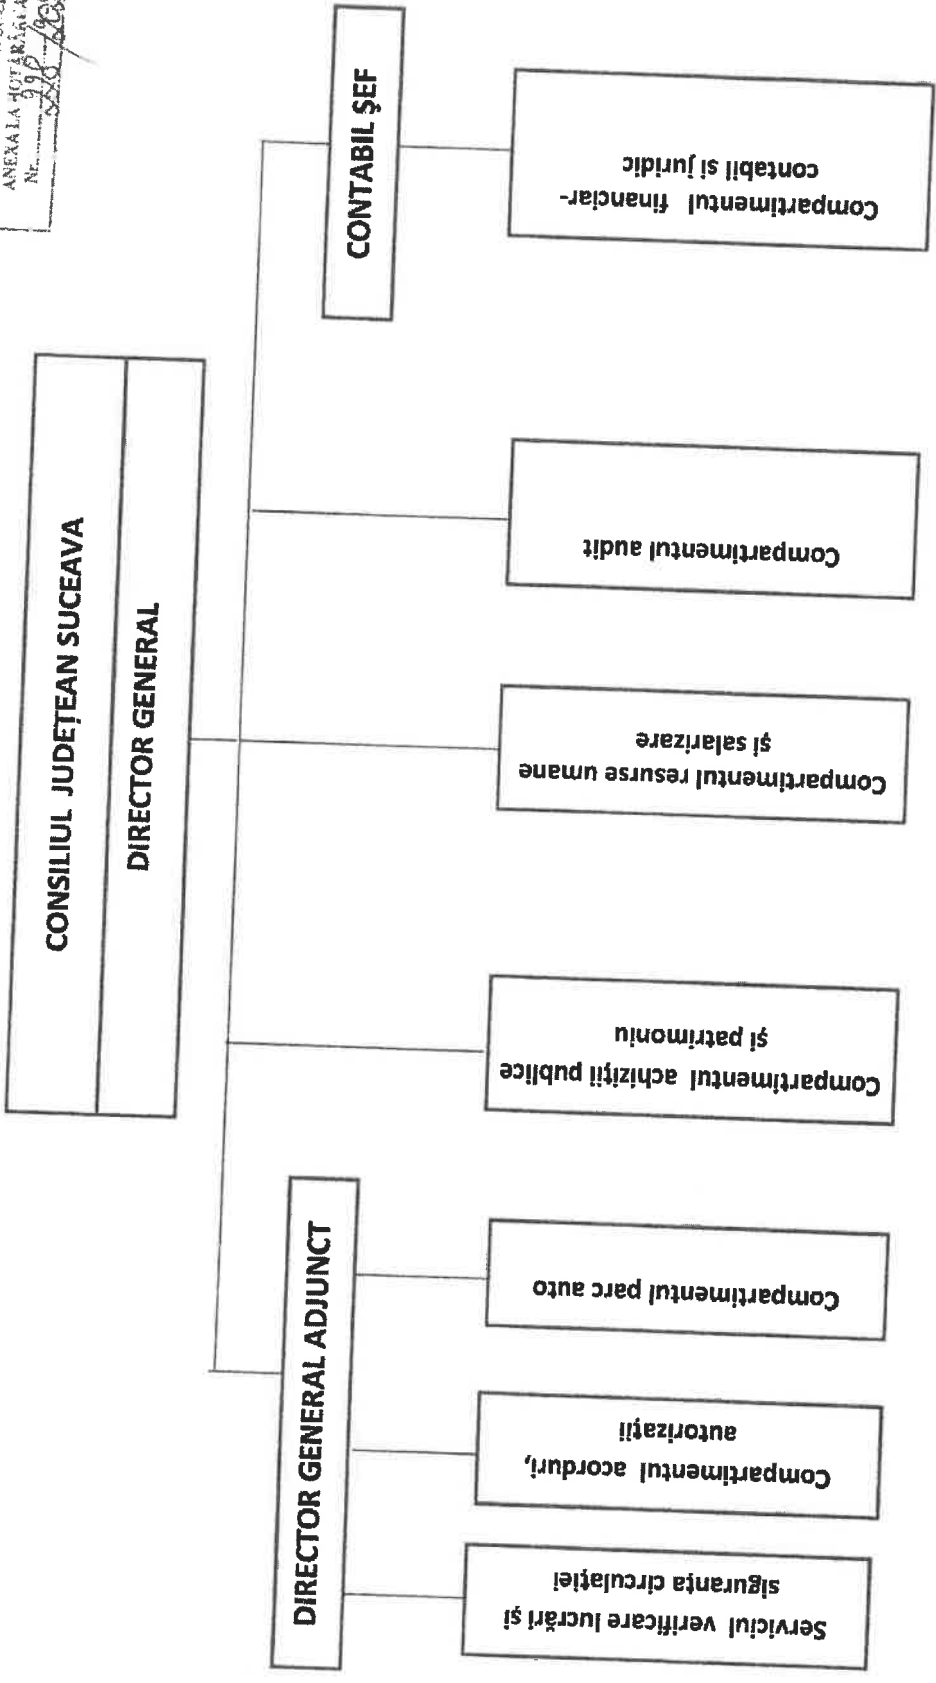 ANEXA LA HOTĂRÂREA
Nr.
CONSILIUL JUDEȚEAN SUCEAVA
DIRECTOR GENERAL
DIRECTOR GENERAL ADJUNCT
CONTABIL ȘEF
Serviciul verificare lucrări și
siguranța circulației
Compartimentul acorduri,
autorizații
Compartimentul parc auto
Compartimentul achiziții publice
și patrimoniu
Compartimentul resurse umane
și salarizare
Compartimentul audit
Compartimentul financiar-
contabil si juridic